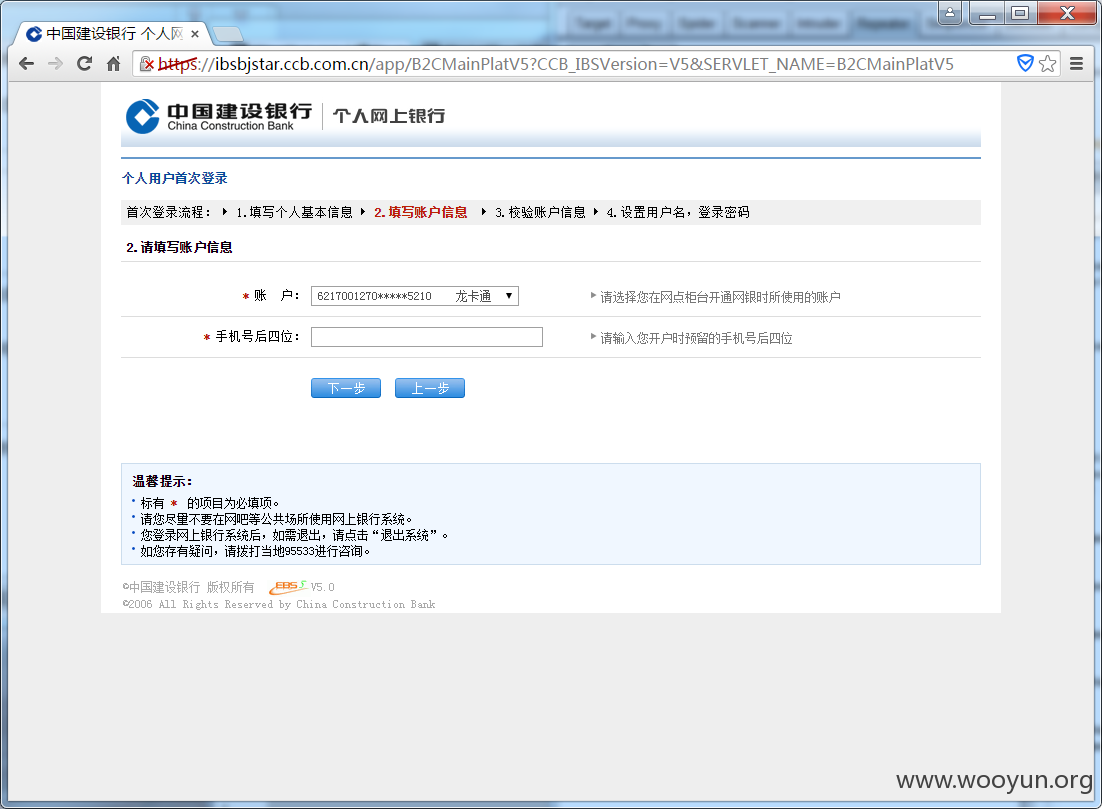 Target Proxy Spider Scanner Intruder Repeater
中国建设银行 个人网
https://ibsbjstar.ccb.com.cn/app/B2CMainPlatV5?CCB_IBSVersion=V5&SERVLET_NAME=B2CMainPlatV5
中国建设银行 个人网上银行
China Construction Bank
个人用户首次登录
首次登录流程: 1.填写个人基本信息 2.填写账户信息 3.校验账户信息 4.设置用户名，登录密码
2.请填写账户信息
* 账 户: 6217001270*****5210 龙卡通 请选择您在网点柜台开通网银时所使用的账户
* 手机号后四位: 请输入您开户时预留的手机号后四位
下一步 上一步
温馨提示:
标有 * 的项目为必填项。
请您尽量不要在网吧等公共场所使用网上银行系统。
您登录网上银行系统后，如需退出，请点击“退出系统”。
如您存有疑问，请拨打当地95533进行咨询。
©中国建设银行 版权所有 EBSS V5.0
©2006 All Rights Reserved by China Construction Bank
www.wooyun.org